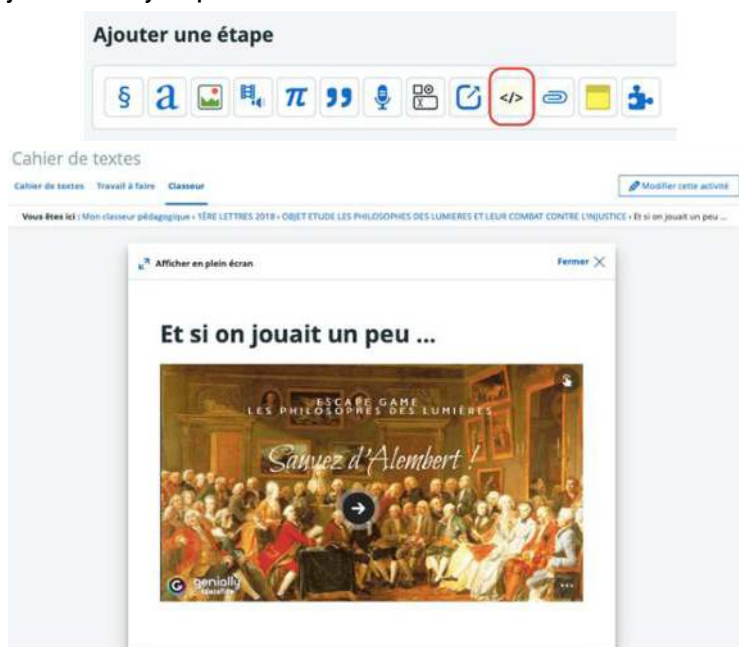 Ajouter une étape
§ a π ,, </>
Cahier de textes
Cahier de textes Travail à faire Classeur Modifier cette activité
Vous êtes ici : Mon classeur pédagogique › 1ÈRE LETTRES 2018 › OBJET ETUDE LES PHILOSOPHES DES LUMIERES ET LEUR COMBAT CONTRE L'INJUSTICE › Et si on jouait un peu ...
Afficher en plein écran Fermer
Et si on jouait un peu ...
ESCAPE GAME
LES PHILOSOPHES DES LUMIÈRES
Sauvez d'Alembert !
genially